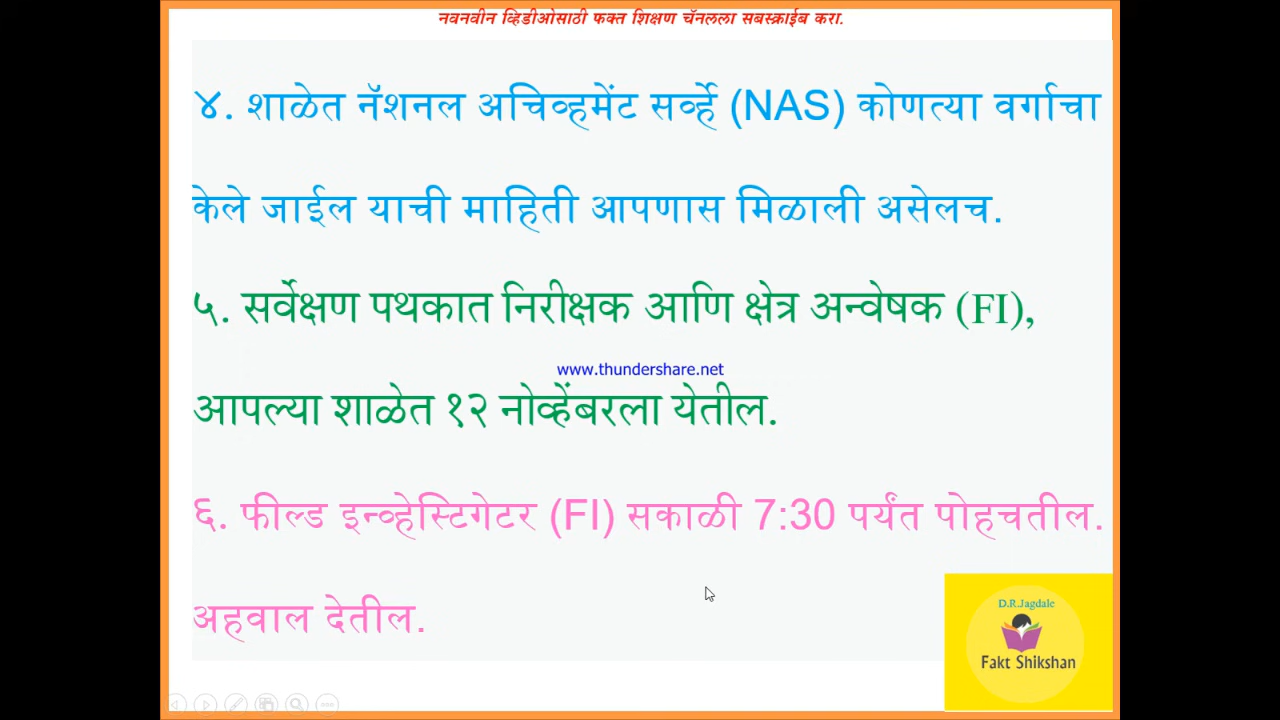 नवनवीन व्हिडीओसाठी फक्त शिक्षण चॅनलला सबस्क्राईब करा.
४. शाळेत नॅशनल अचिव्हमेंट सर्व्हे (NAS) कोणत्या वर्गाचा
केले जाईल याची माहिती आपणास मिळाली असेलच.
५. सर्वेक्षण पथकात निरीक्षक आणि क्षेत्र अन्वेषक (FI),
www.thundershare.net
आपल्या शाळेत १२ नोव्हेंबरला येतील.
६. फील्ड इन्व्हेस्टिगेटर (FI) सकाळी 7:30 पर्यंत पोहचतील.
अहवाल देतील.
D.R.Jagdale
Fakt Shikshan